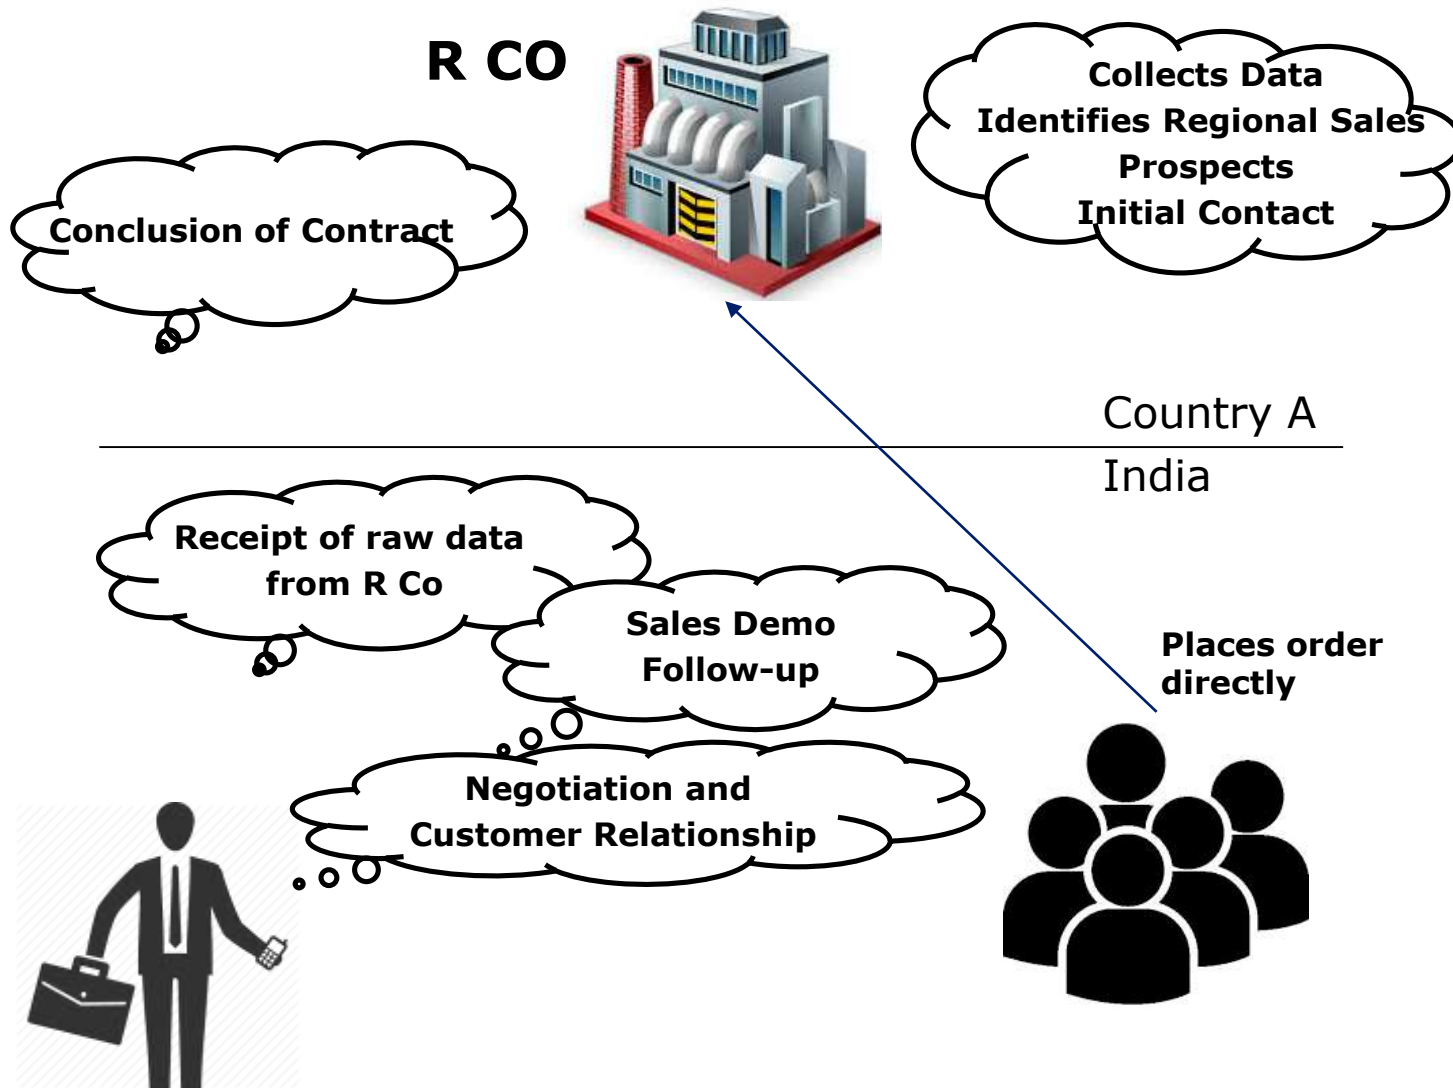 R CO
Collects Data
Identifies Regional Sales
Prospects
Initial Contact
Conclusion of Contract
Country A
India
Receipt of raw data
from R Co
Sales Demo
Follow-up
Places order
directly
Negotiation and
Customer Relationship